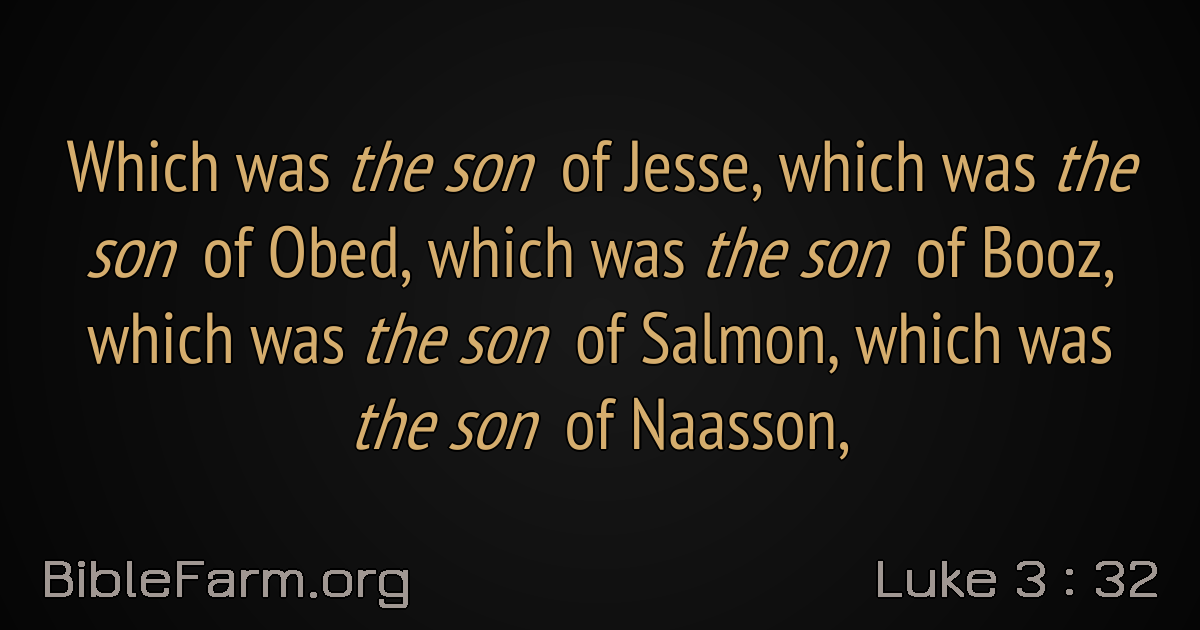 Which was the son of Jesse, which was the
son of Obed, which was the son of Booz,
which was the son of Salmon, which was
the son of Naasson,
BibleFarm.org
Luke 3 : 32